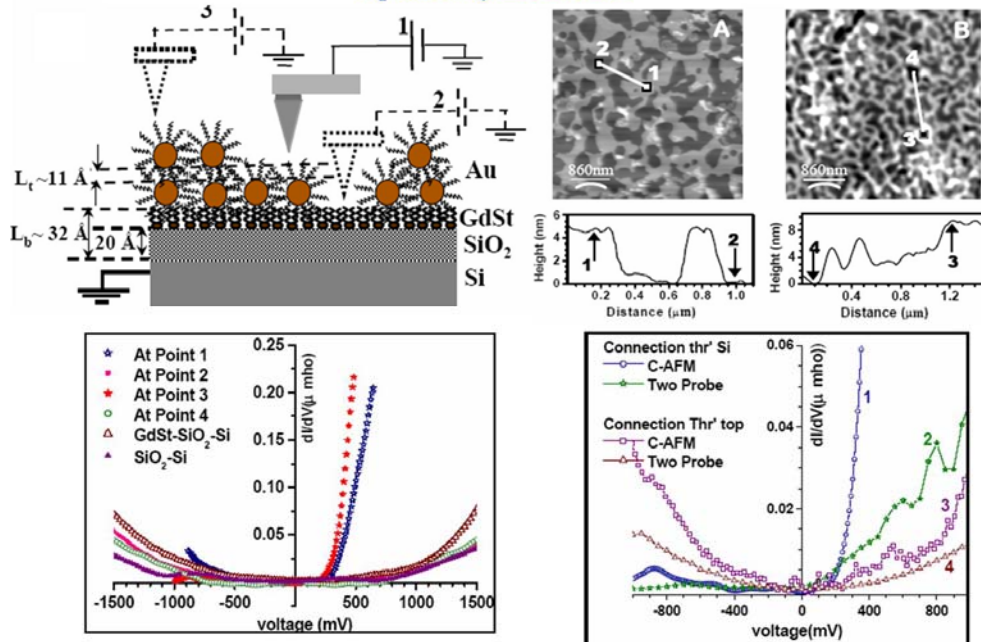 3
1
2
L_t ~11 Å
L_b ~ 32 Å
20 Å
Au
GdSt
SiO₂
Si
A
2
1
860nm
B
4
3
860nm
Height (nm)
6
4
2
0
1
2
0.2 0.4 0.6 0.8 1.0
Distance (μm)
Height (nm)
8
4
0
4
3
0.4 0.8 1.2
Distance (μm)
At Point 1
At Point 2
At Point 3
At Point 4
GdSt-SiO₂-Si
SiO₂-Si
dI/dV(μ mho)
0.25
0.20
0.15
0.10
0.05
-1500 -1000 -500 500 1000 1500
voltage (mV)
Connection thr' Si
C-AFM
Two Probe
Connection Thr' top
C-AFM
Two Probe
dI/dV(μ mho)
0.06
0.04
0.02
1
2
3
4
-800 -400 0 400 800
voltage(mV)